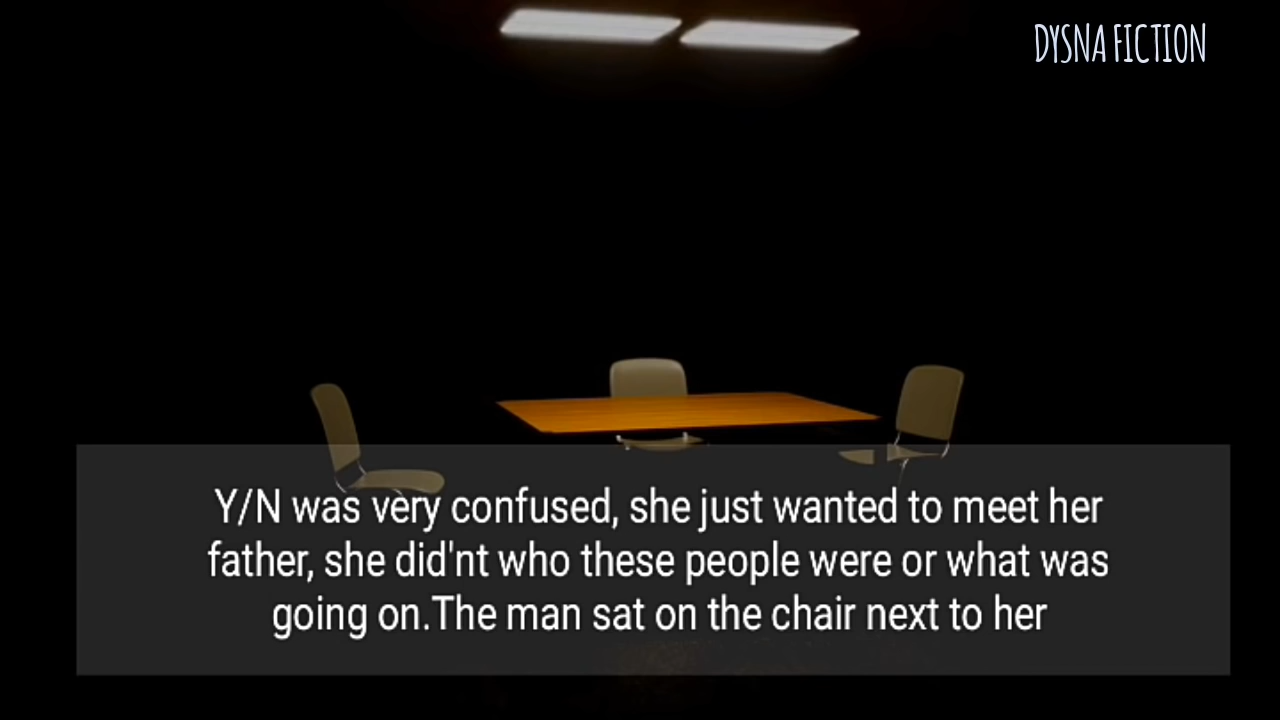 DYSNA FICTION
Y/N was very confused, she just wanted to meet her
father, she did'nt who these people were or what was
going on.The man sat on the chair next to her